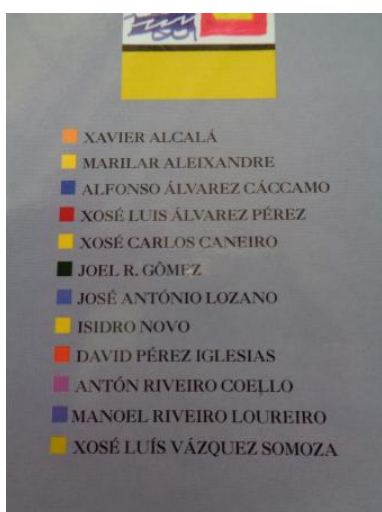 XAVIER ALCALÁ
MARILAR ALEIXANDRE
ALFONSO ÁLVAREZ CÁCCAMO
XOSÉ LUIS ÁLVAREZ PÉREZ
XOSÉ CARLOS CANEIRO
JOEL R. GÔMEZ
JOSÉ ANTÓNIO LOZANO
ISIDRO NOVO
DAVID PÉREZ IGLESIAS
ANTÓN RIVEIRO COELLO
MANOEL RIVEIRO LOUREIRO
XOSÉ LUÍS VÁZQUEZ SOMOZA